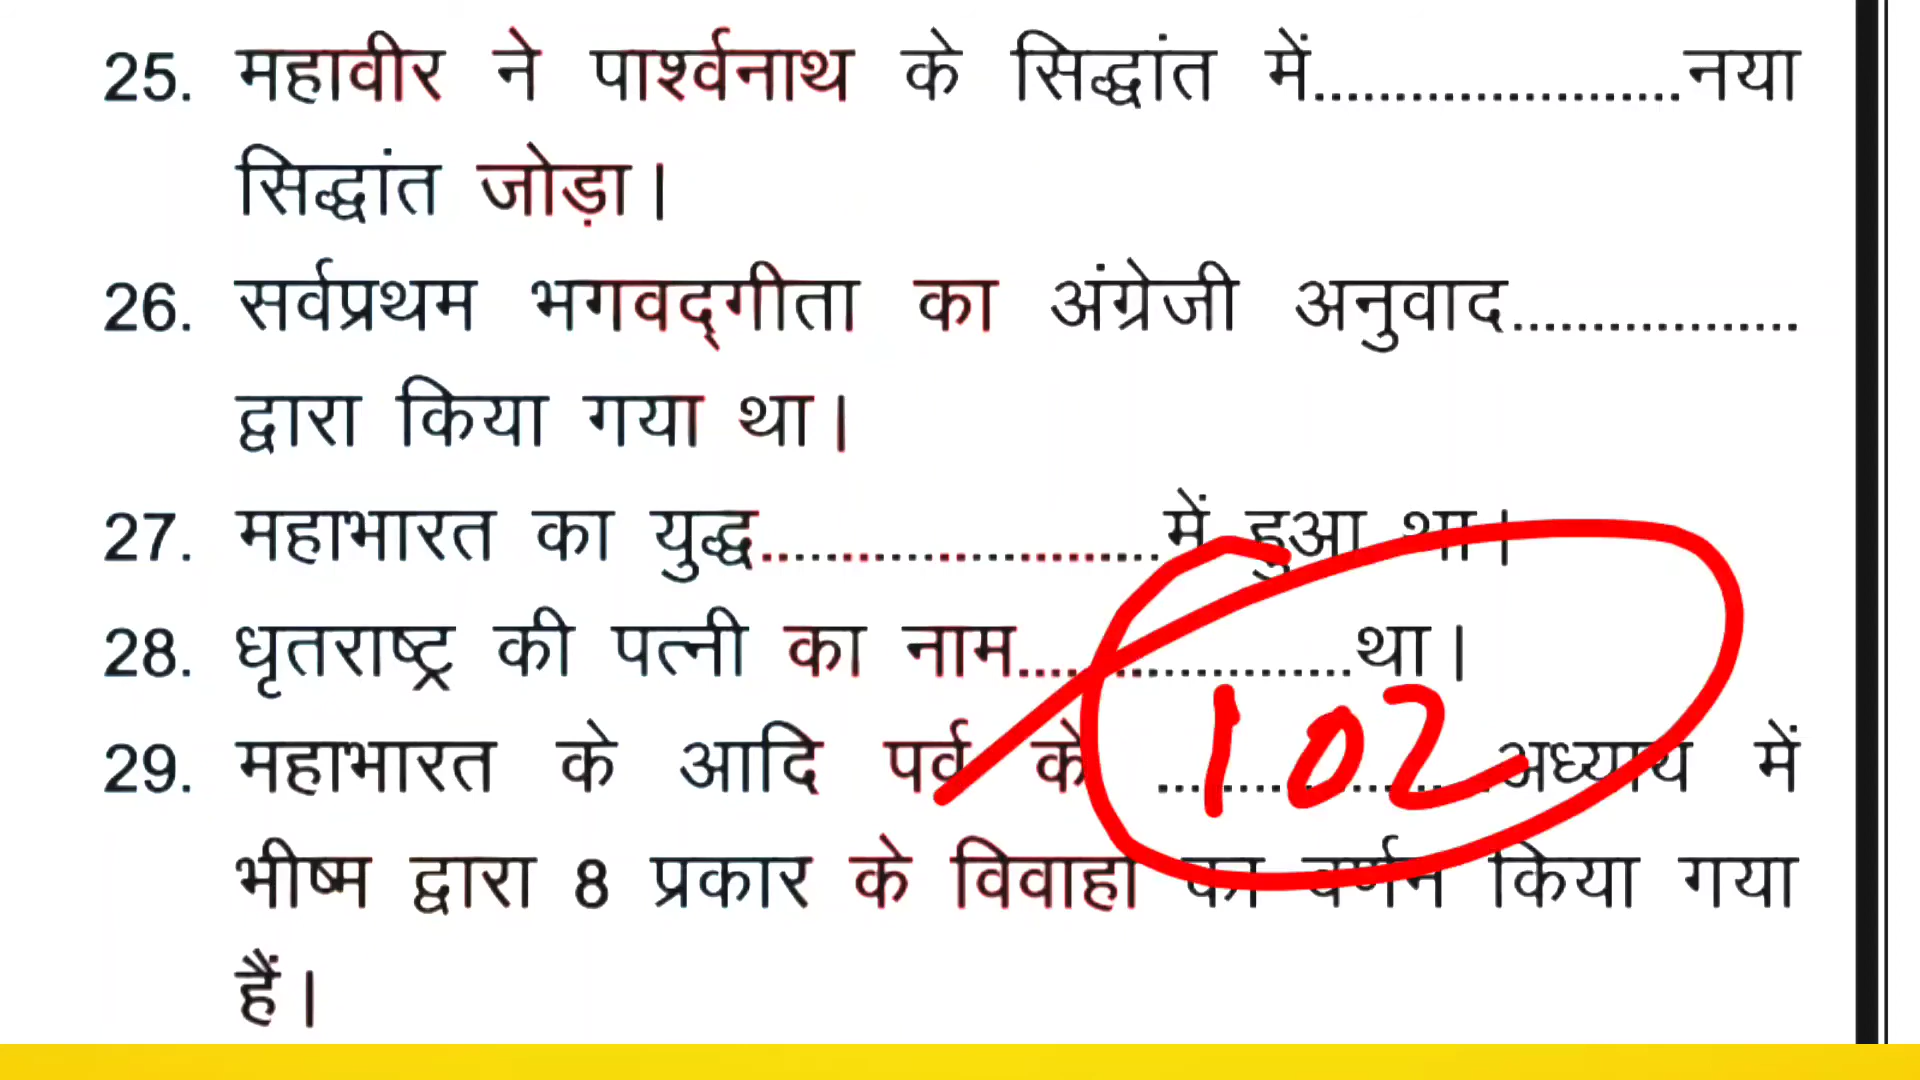 25. महावीर ने पार्श्वनाथ के सिद्धांत में.......................नया
सिद्धांत जोड़ा।
26. सर्वप्रथम भगवद्गीता का अंग्रेजी अनुवाद..................
द्वारा किया गया था।
27. महाभारत का युद्ध.........................में हुआ था।
28. धृतराष्ट्र की पत्नी का नाम.....................था।
29. महाभारत के आदि पर्व के 102 अध्याय में
भीष्म द्वारा 8 प्रकार के विवाहों का वर्णन किया गया
हैं।